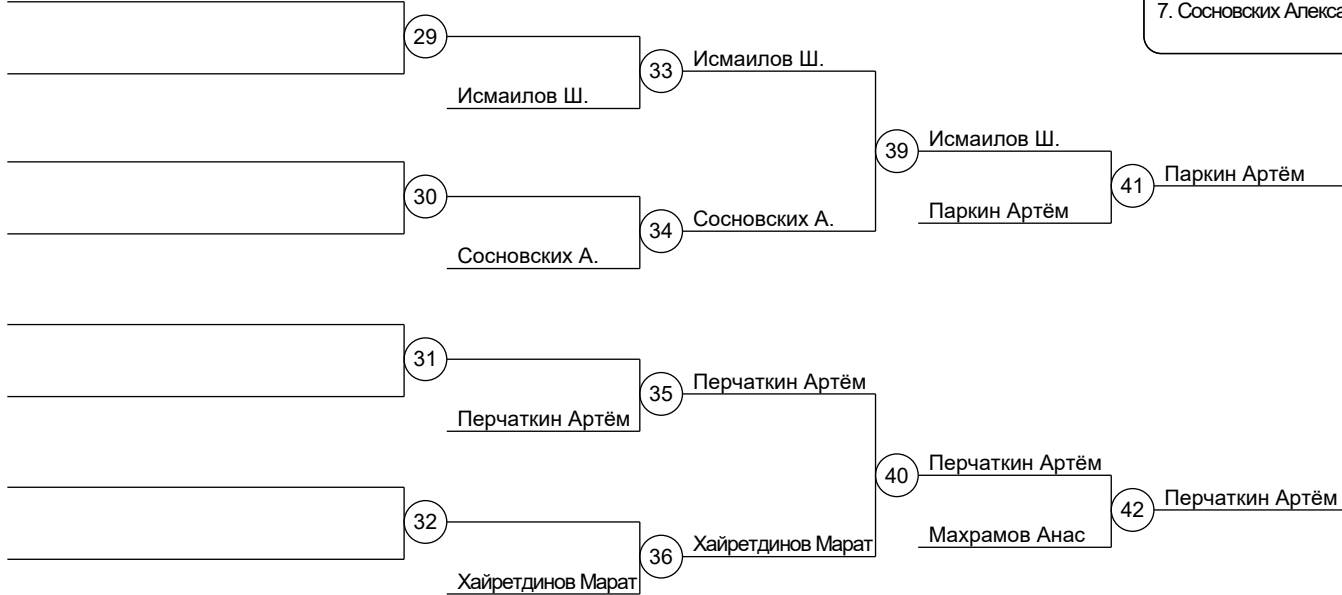 7. Сосновских Алекса
29
33
Исмаилов Ш.
Исмаилов Ш.
39
Исмаилов Ш.
41
Паркин Артём
30
34
Сосновских А.
Паркин Артём
Сосновских А.
31
35
Перчаткин Артём
Перчаткин Артём
40
Перчаткин Артём
42
Перчаткин Артём
32
36
Хайретдинов Марат
Махрамов Анас
Хайретдинов Марат